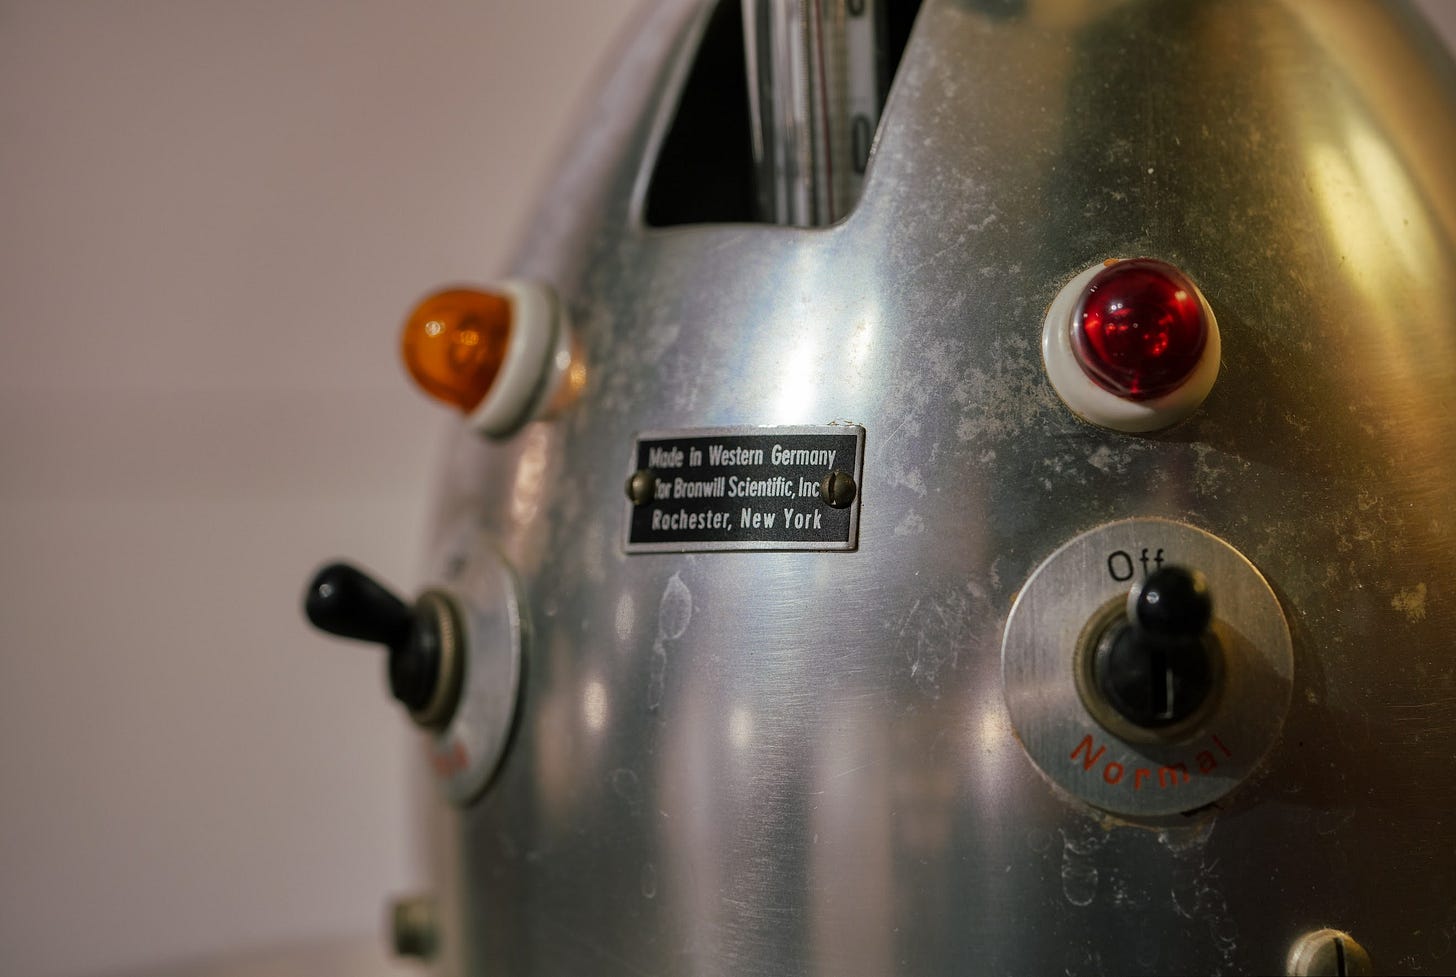 Made in Western Germany
for Bronwill Scientific, Inc
Rochester, New York
Off
Normal